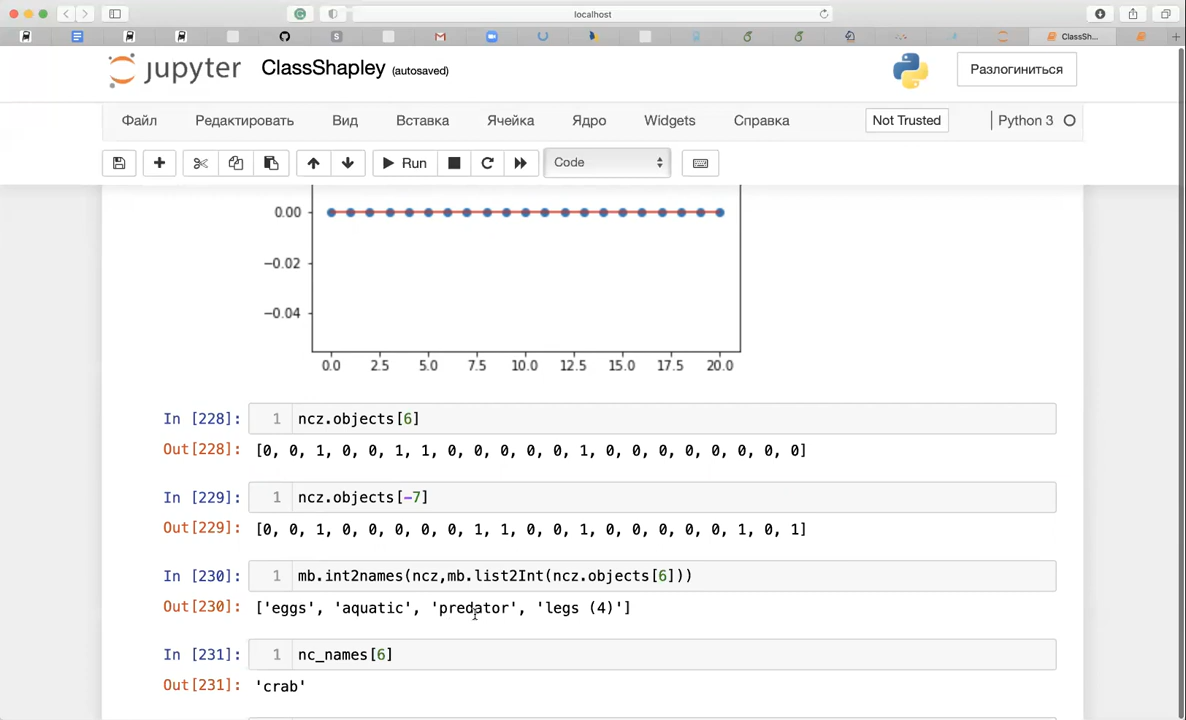 localhost
ClassSh...
jupyter ClassShapley (autosaved)
Разлогиниться
Файл Редактировать Вид Вставка Ячейка Ядро Widgets Справка Not Trusted Python 3
Run Code
0.00
−0.02
−0.04
0.0 2.5 5.0 7.5 10.0 12.5 15.0 17.5 20.0
In [228]: 1 ncz.objects[6]
Out[228]: [0, 0, 1, 0, 0, 1, 1, 0, 0, 0, 0, 0, 1, 0, 0, 0, 0, 0, 0, 0, 0]
In [229]: 1 ncz.objects[-7]
Out[229]: [0, 0, 1, 0, 0, 0, 0, 0, 1, 1, 0, 0, 1, 0, 0, 0, 0, 0, 1, 0, 1]
In [230]: 1 mb.int2names(ncz,mb.list2Int(ncz.objects[6]))
Out[230]: ['eggs', 'aquatic', 'predator', 'legs (4)']
In [231]: 1 nc_names[6]
Out[231]: 'crab'